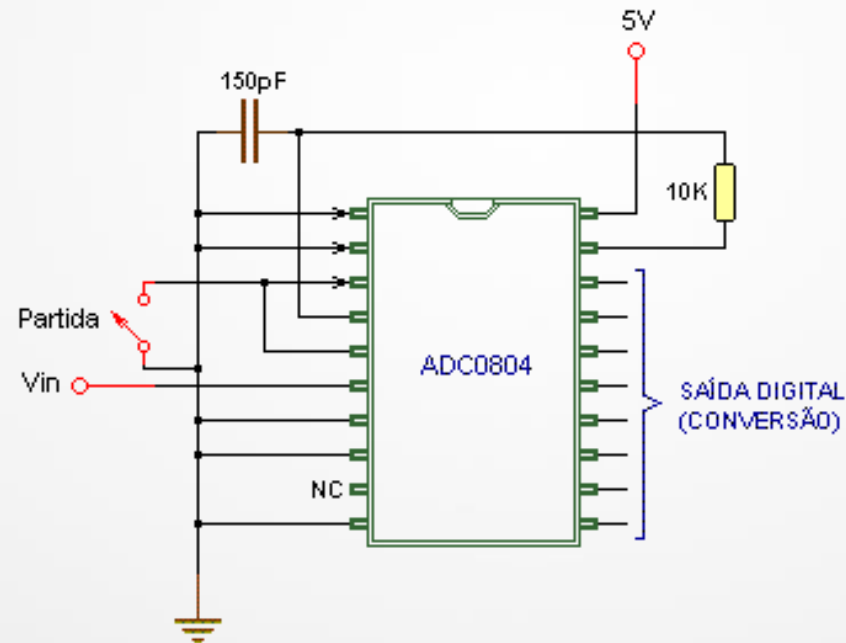 5V
150pF
10K
Partida
ADC0804
Vin
SAÍDA DIGITAL
(CONVERSÃO)
NC